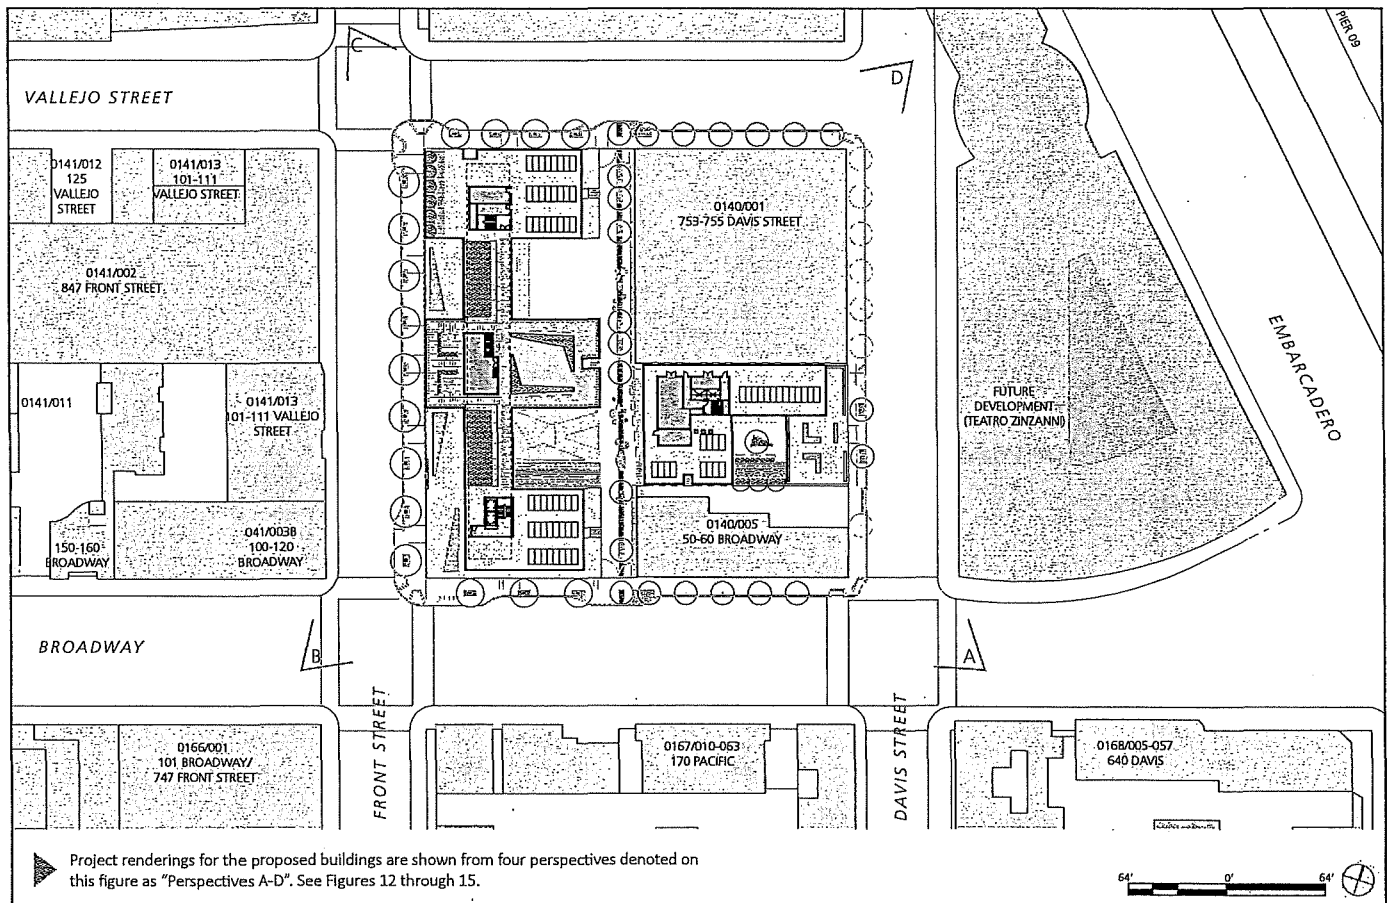 PIER 09
C
D
VALLEJO STREET
0141/012
125
VALLEJO
STREET
0141/013
101-111
VALLEJO STREET
0140/001
753-755 DAVIS STREET
0141/002
847 FRONT STREET
EMBARCADERO
0141/011
0141/013
101-111 VALLEJO
STREET
FUTURE
DEVELOPMENT
(TEATRO ZINZANNI)
041/003B
100-120
BROADWAY
150-160
BROADWAY
0140/005
50-60 BROADWAY
BROADWAY
B
A
FRONT STREET
DAVIS STREET
0166/001
101 BROADWAY/
747 FRONT STREET
0167/010-063
170 PACIFIC
0168/005-057
640 DAVIS
Project renderings for the proposed buildings are shown from four perspectives denoted on
this figure as "Perspectives A-D". See Figures 12 through 15.
64' 0' 64'